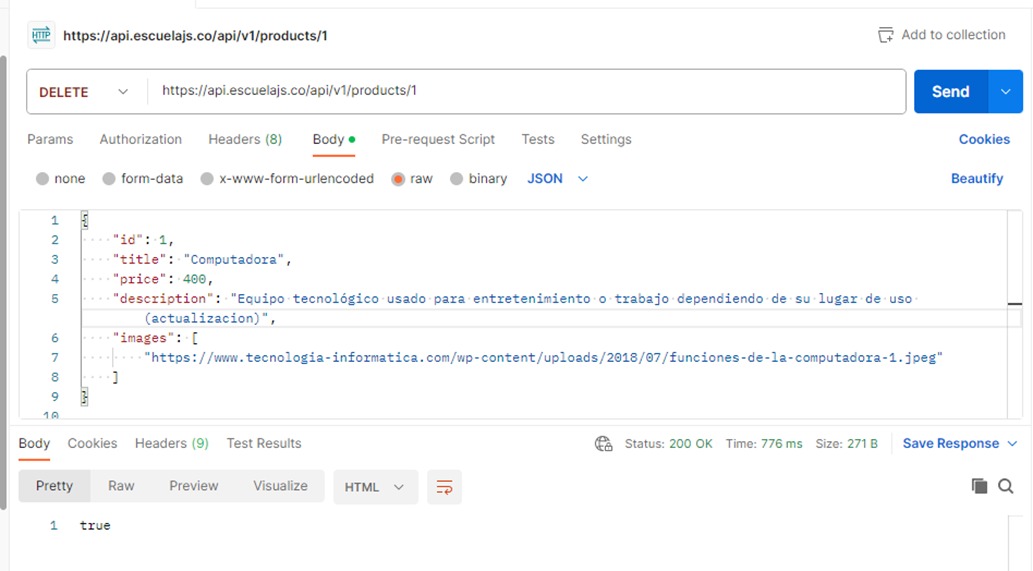 HTTP https://api.escuelajs.co/api/v1/products/1 Add to collection
DELETE https://api.escuelajs.co/api/v1/products/1 Send
Params Authorization Headers (8) Body Pre-request Script Tests Settings Cookies
none form-data x-www-form-urlencoded raw binary JSON Beautify
1 {
2 "id": 1,
3 "title": "Computadora",
4 "price": 400,
5 "description": "Equipo tecnológico usado para entretenimiento o trabajo dependiendo de su lugar de uso
(actualizacion)",
6 "images": [
7 "https://www.tecnologia-informatica.com/wp-content/uploads/2018/07/funciones-de-la-computadora-1.jpeg"
8 ]
9 }
10
Body Cookies Headers (9) Test Results Status: 200 OK Time: 776 ms Size: 271 B Save Response
Pretty Raw Preview Visualize HTML
1 true